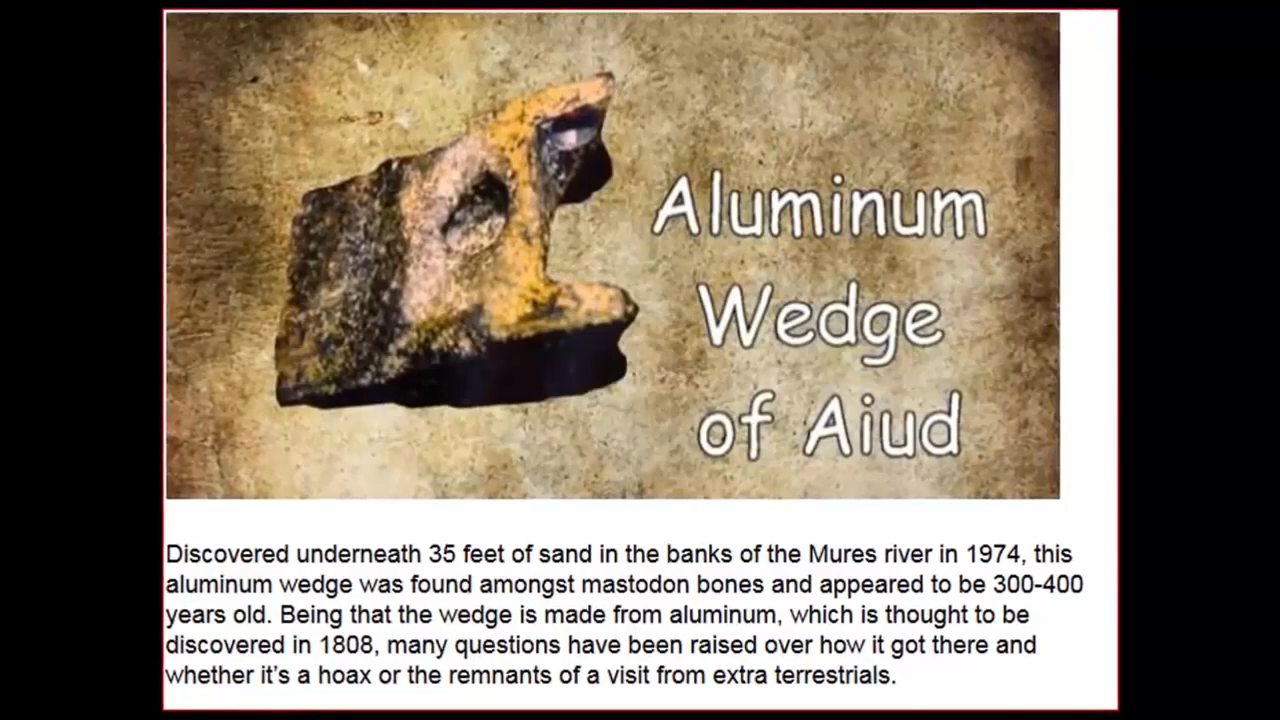 Aluminum
Wedge
of Aiud
Discovered underneath 35 feet of sand in the banks of the Mures river in 1974, this
aluminum wedge was found amongst mastodon bones and appeared to be 300-400
years old. Being that the wedge is made from aluminum, which is thought to be
discovered in 1808, many questions have been raised over how it got there and
whether it's a hoax or the remnants of a visit from extra terrestrials.